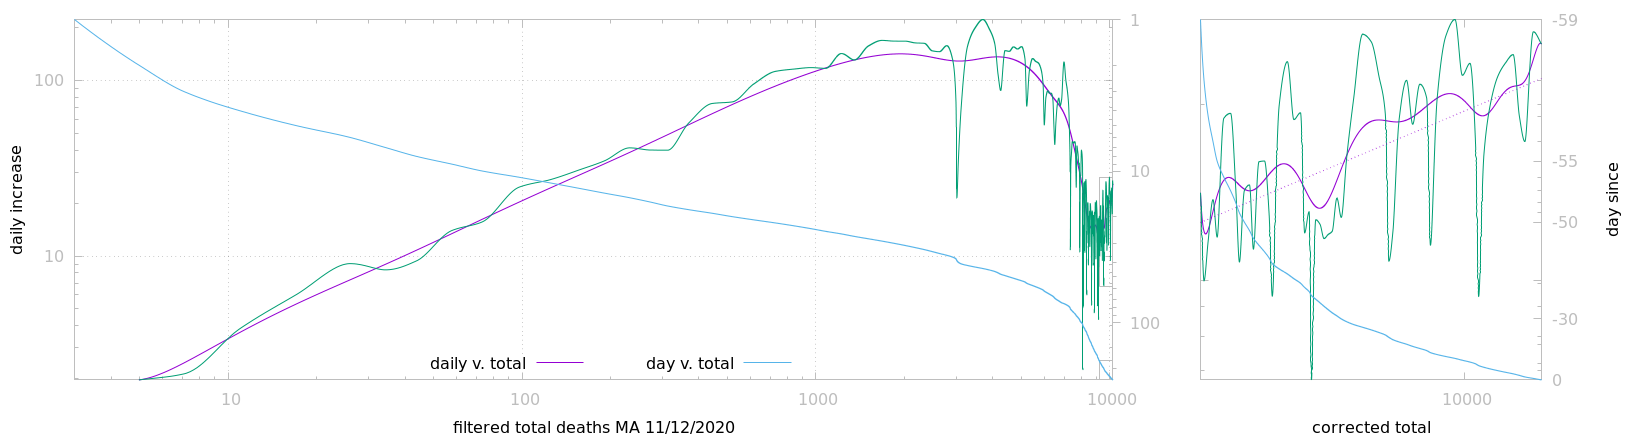 1
-59
100
-55
10
-50
daily increase
day since
10
100
-30
daily v. total
day v. total
0
10
100
1000
10000
10000
filtered total deaths MA 11/12/2020
corrected total